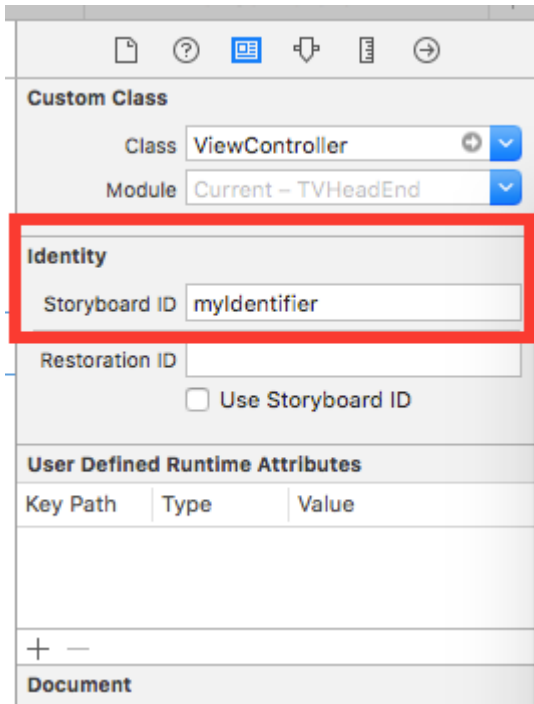 Custom Class
Class ViewController
Module Current – TVHeadEnd
Identity
Storyboard ID myIdentifier
Restoration ID
Use Storyboard ID
User Defined Runtime Attributes
Key Path Type Value
Document